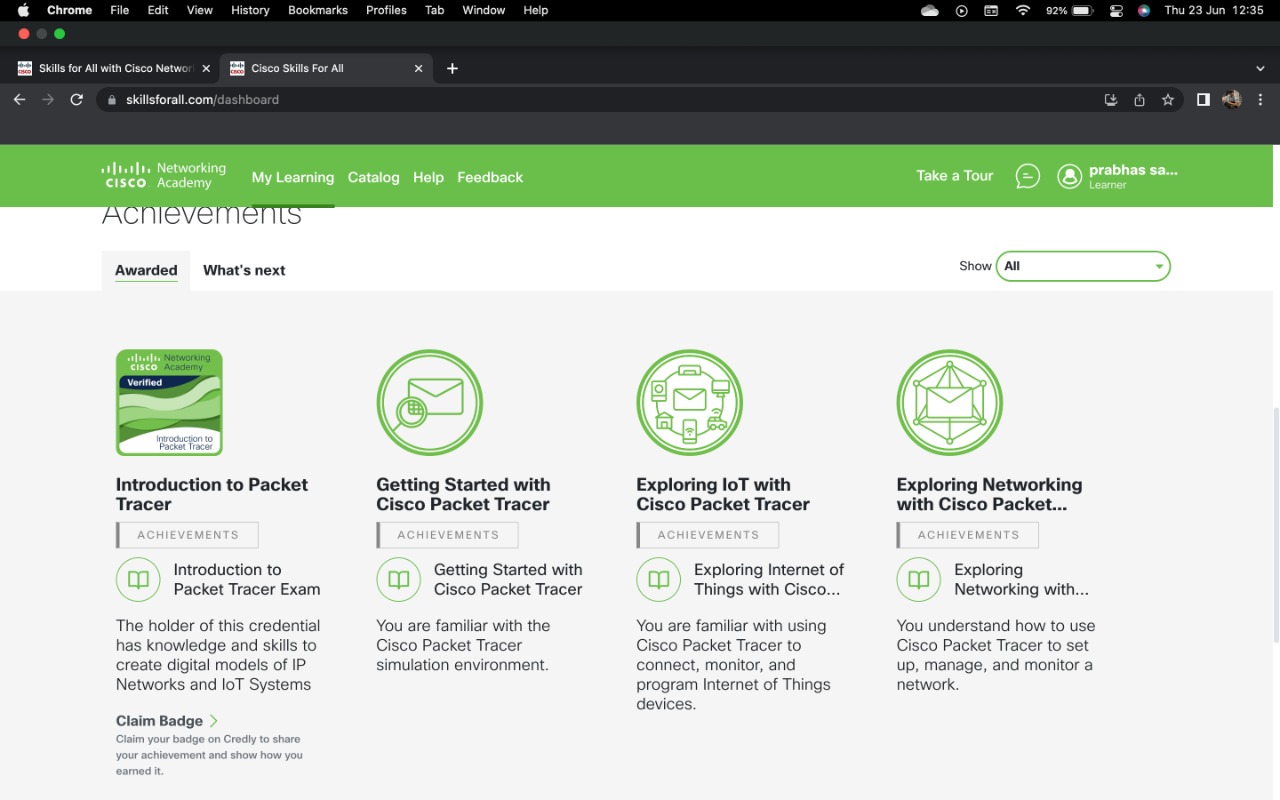 Chrome File Edit View History Bookmarks Profiles Tab Window Help 92% Thu 23 Jun 12:35
Skills for All with Cisco Networ Cisco Skills For All
skillsforall.com/dashboard
Networking
CISCO Academy
My Learning Catalog Help Feedback Take a Tour
prabhas sa...
Learner
Achievements
Awarded What's next Show All
Networking
CISCO Academy
Verified
Introduction to
Packet Tracer
Introduction to Packet
Tracer
ACHIEVEMENTS
Introduction to
Packet Tracer Exam
The holder of this credential
has knowledge and skills to
create digital models of IP
Networks and IoT Systems
Claim Badge
Claim your badge on Credly to share
your achievement and show how you
earned it.
Getting Started with
Cisco Packet Tracer
ACHIEVEMENTS
Getting Started with
Cisco Packet Tracer
You are familiar with the
Cisco Packet Tracer
simulation environment.
Exploring IoT with
Cisco Packet Tracer
ACHIEVEMENTS
Exploring Internet of
Things with Cisco...
You are familiar with using
Cisco Packet Tracer to
connect, monitor, and
program Internet of Things
devices.
Exploring Networking
with Cisco Packet...
ACHIEVEMENTS
Exploring
Networking with...
You understand how to use
Cisco Packet Tracer to set
up, manage, and monitor a
network.